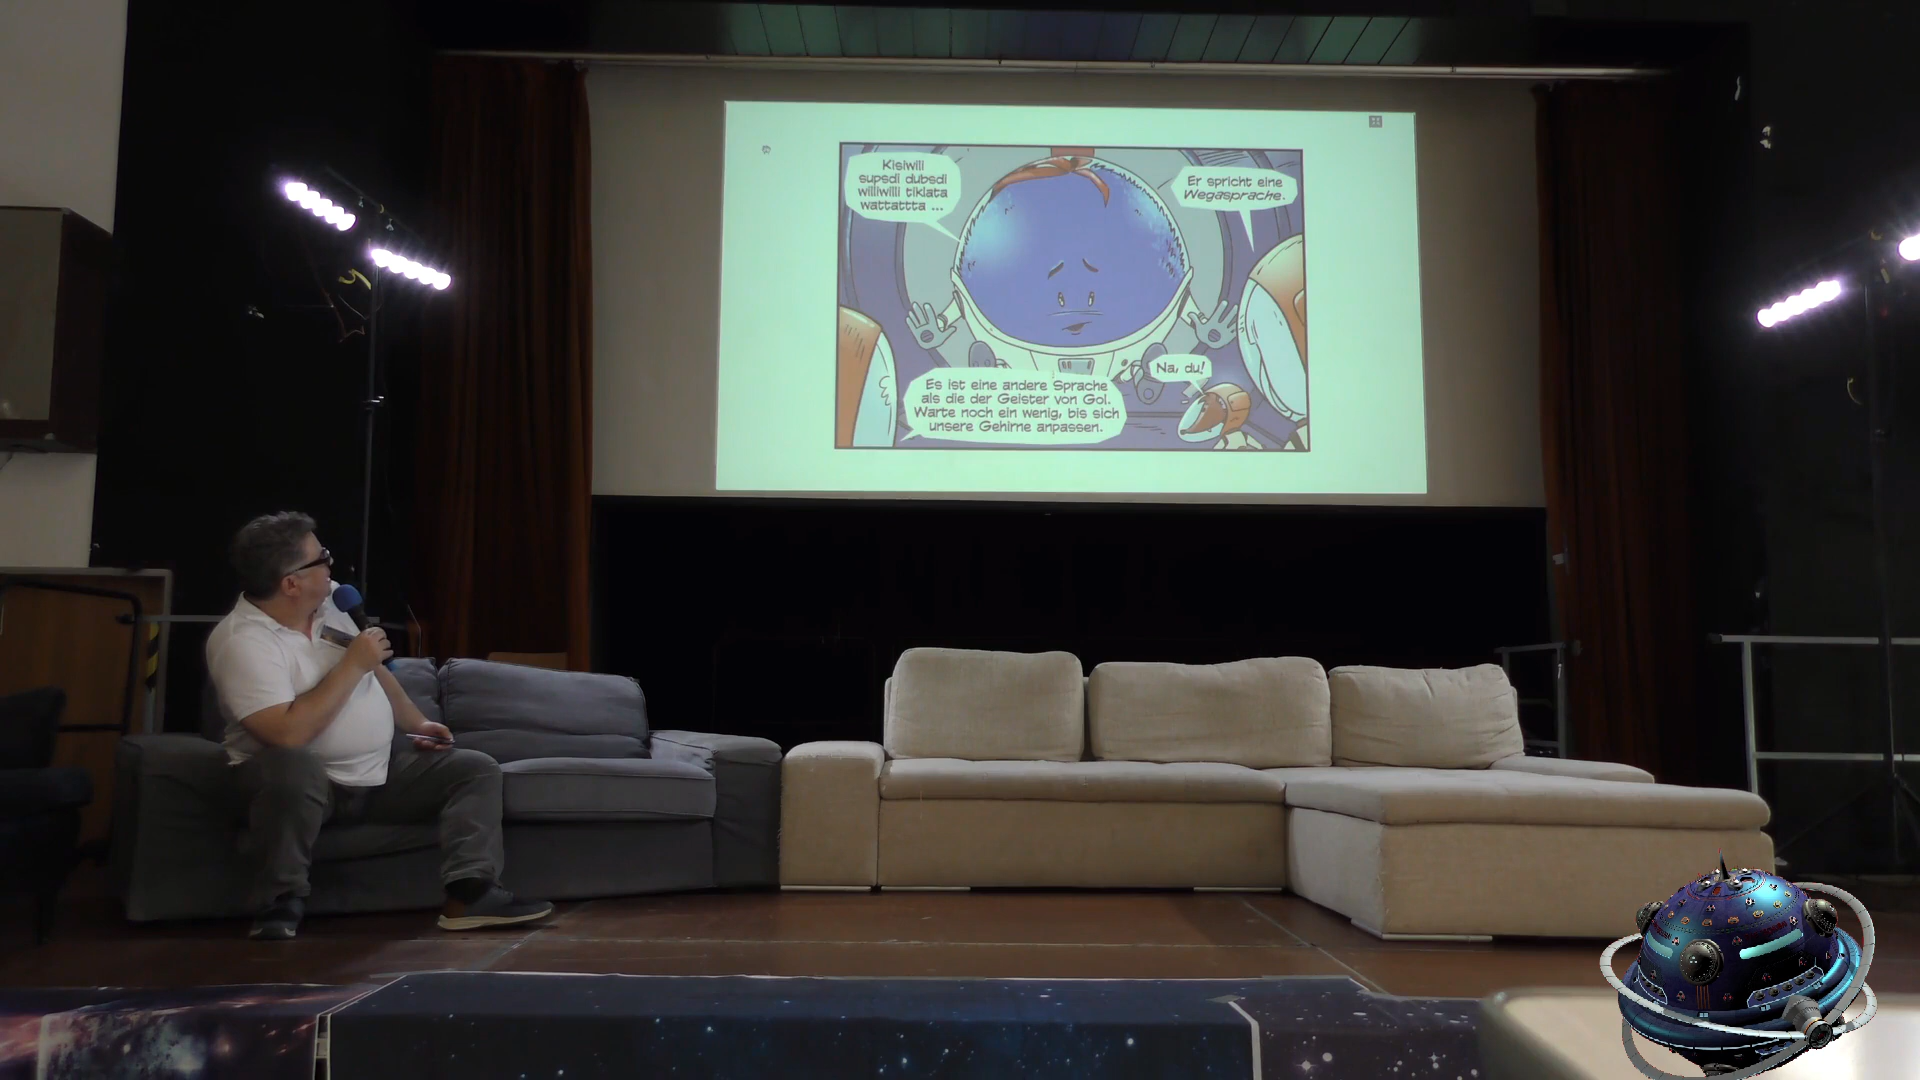 Kisiwili
supsdi dubsdi
williwilli tiklata
wattattta ...
Er spricht eine
Wegasprache.
Na, du!
Es ist eine andere Sprache
als die der Geister von Gol.
Warte noch ein wenig, bis sich
unsere Gehirne anpassen.